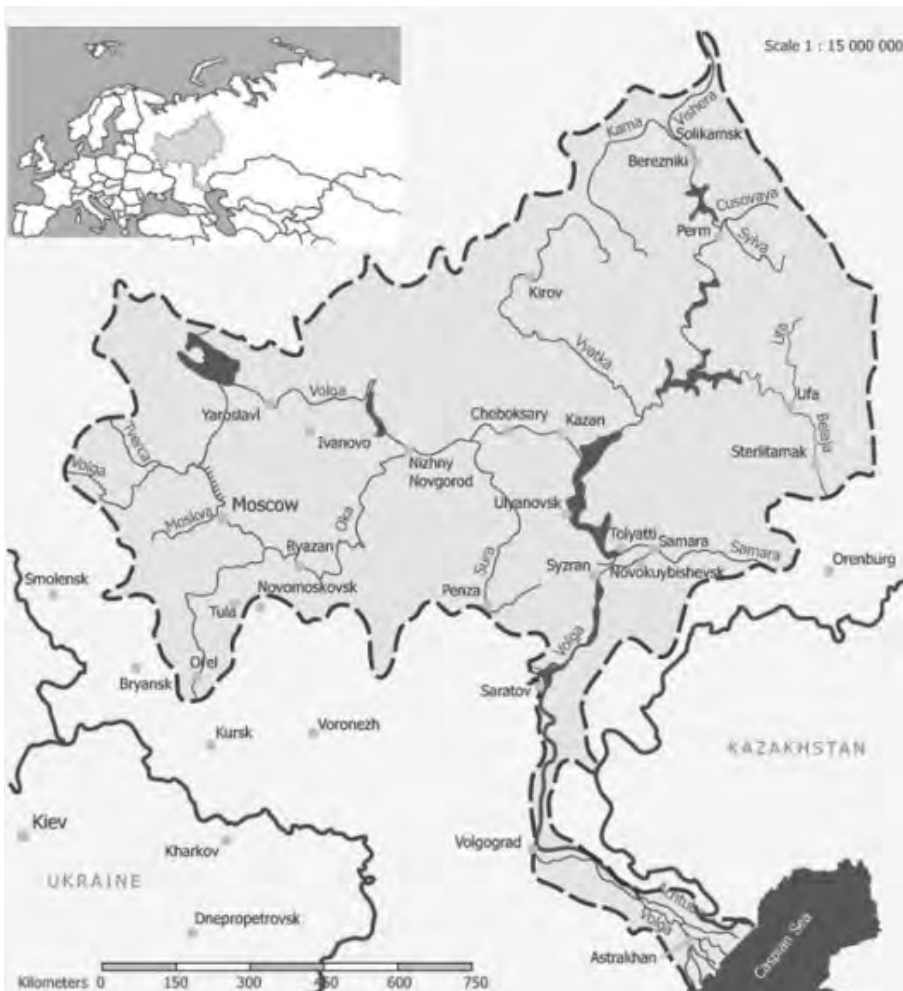 Scale 1 : 15 000 000
Kama
Vishera
Solikamsk
Berezniki
Cusovaya
Perm
Sylva
Kirov
Vyatka
Ufa
Ufa
Belaja
Sterlitamak
Volga
Yaroslavl
Ivanovo
Cheboksary
Kazan
Tverca
Volga
Nizhny
Novgorod
Moskva
Moscow
Oka
Ulyanovsk
Sura
Tolyatti
Samara
Samara
Ryazan
Syzran
Novokuybishevsk
Orenburg
Smolensk
Novomoskovsk
Tula
Penza
Volga
Orel
Bryansk
Saratov
Kursk
Voronezh
KAZAKHSTAN
Kiev
Kharkov
Volgograd
UKRAINE
Dnepropetrovsk
Volga
Astrakhan
Caspian Sea
Kilometers 0 150 300 450 600 750